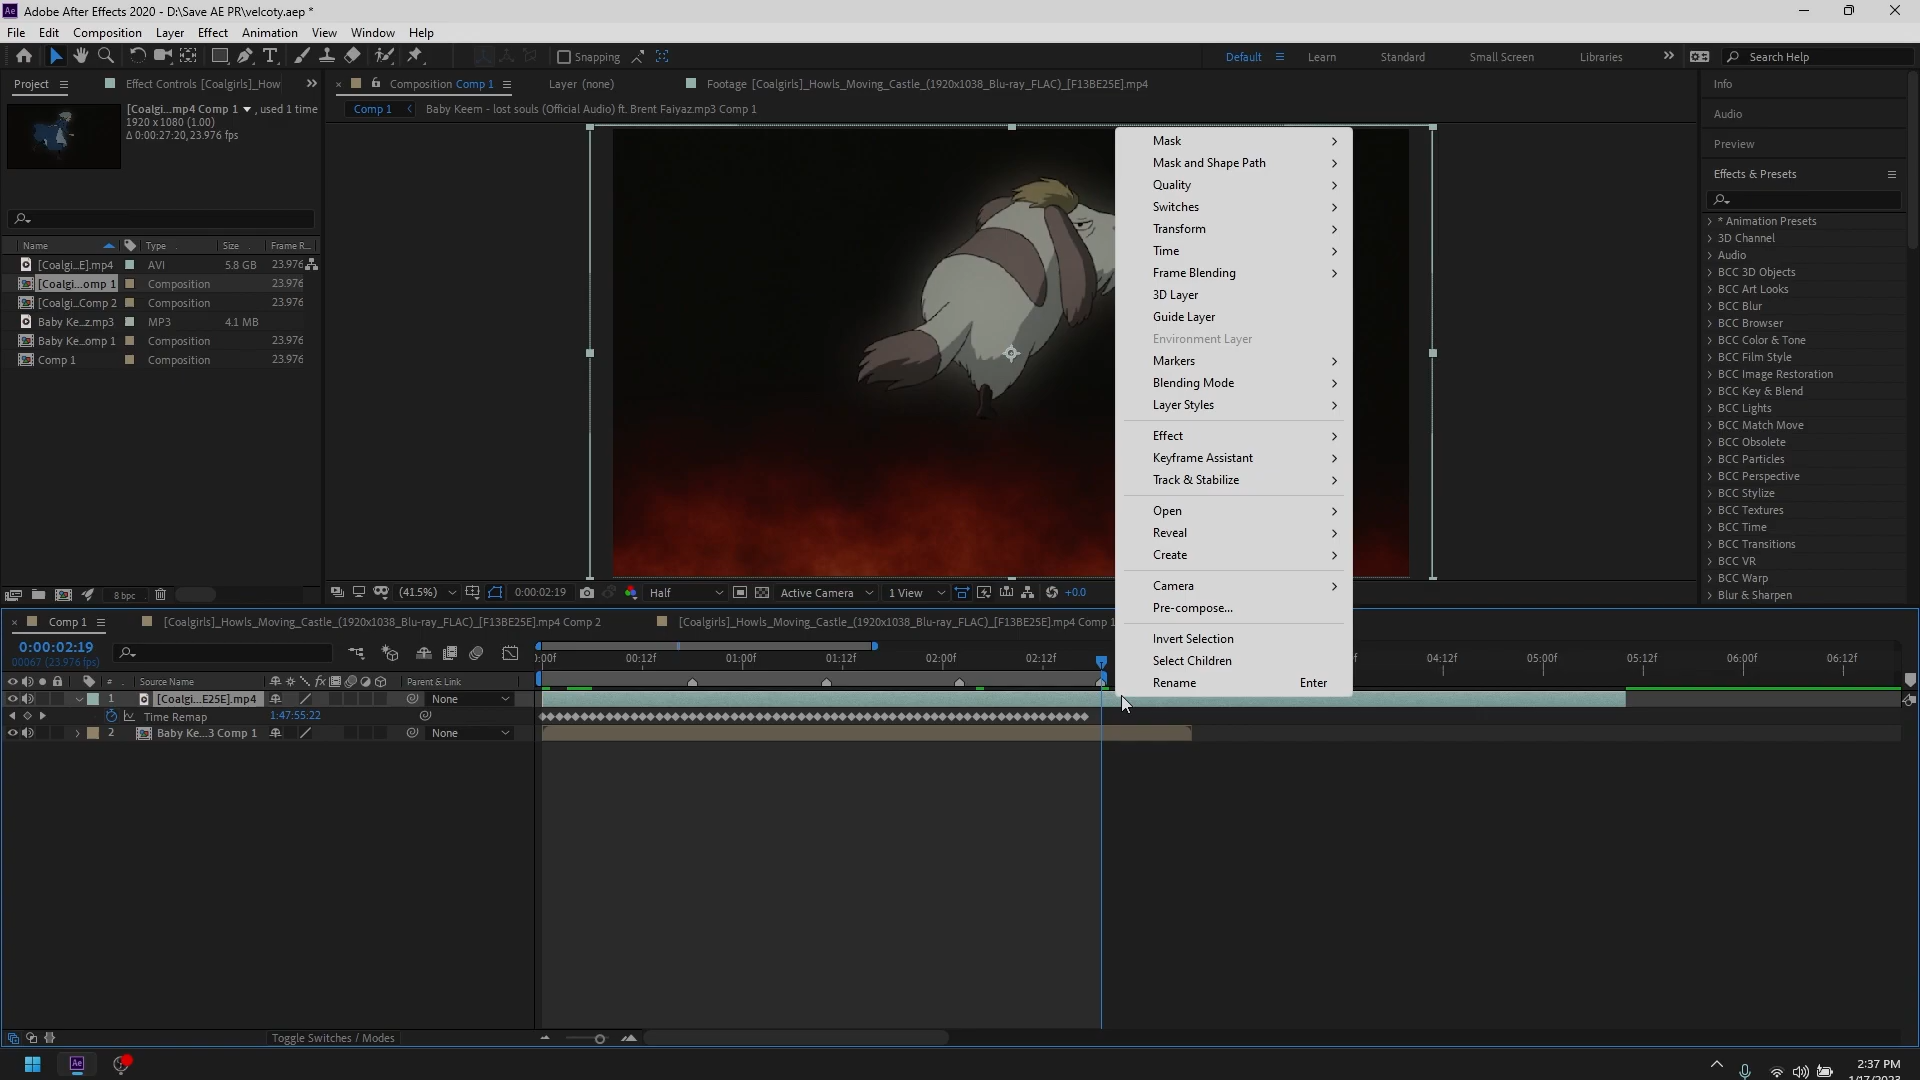 Adobe After Effects 2020 - D:\Save AE PR\velcoty.aep *
File Edit Composition Layer Effect Animation View Window Help
Snapping
Default
Learn
Standard
Small Screen
Libraries
Search Help
Project
Effect Controls [Coalgirls]_How
Composition Comp 1
Layer (none)
Footage [Coalgirls]_Howls_Moving_Castle_(1920x1038_Blu-ray_FLAC)_[F13BE25E].mp4
Comp 1
Baby Keem - lost souls (Official Audio) ft. Brent Faiyaz.mp3 Comp 1
[Coalg...mp4 Comp 1 , used 1 time
1920 x 1080 (1.00)
Δ 0:00:27:20, 23.976 fps
Name Type Size Frame R...
[Coalgi...E].mp4 AVI 5.8 GB 23.976
[Coalgi...omp 1 Composition 23.976
[Coalgi...Comp 2 Composition 23.976
Baby Ke...z.mp3 MP3 4.1 MB
Baby Ke...omp 1 Composition 23.976
Comp 1 Composition 23.976
8 bpc
Mask
Mask and Shape Path
Quality
Switches
Transform
Time
Frame Blending
3D Layer
Guide Layer
Environment Layer
Markers
Blending Mode
Layer Styles
Effect
Keyframe Assistant
Track & Stabilize
Open
Reveal
Create
Camera
Pre-compose...
Invert Selection
Select Children
Rename Enter
Info
Audio
Preview
Effects & Presets
* Animation Presets
3D Channel
Audio
BCC 3D Objects
BCC Art Looks
BCC Blur
BCC Browser
BCC Color & Tone
BCC Film Style
BCC Image Restoration
BCC Key & Blend
BCC Lights
BCC Match Move
BCC Obsolete
BCC Particles
BCC Perspective
BCC Stylize
BCC Textures
BCC Time
BCC Transitions
BCC VR
BCC Warp
Blur & Sharpen
(41.5%)
0:00:02:19
Half
Active Camera
1 View
+0.0
Comp 1
[Coalgirls]_Howls_Moving_Castle_(1920x1038_Blu-ray_FLAC)_[F13BE25E].mp4 Comp 2
[Coalgirls]_Howls_Moving_Castle_(1920x1038_Blu-ray_FLAC)_[F13BE25E].mp4 Comp 1
0:00:02:19
00067 (23.976 fps)
:00f 00:12f 01:00f 01:12f 02:00f 02:12f 04:12f 05:00f 05:12f 06:00f 06:12f
# Source Name fx Parent & Link
1 [Coalgi...E25E].mp4 None
Time Remap 1:47:55:22
2 Baby Ke...3 Comp 1 None
Toggle Switches / Modes
2:37 PM
1/17/2023